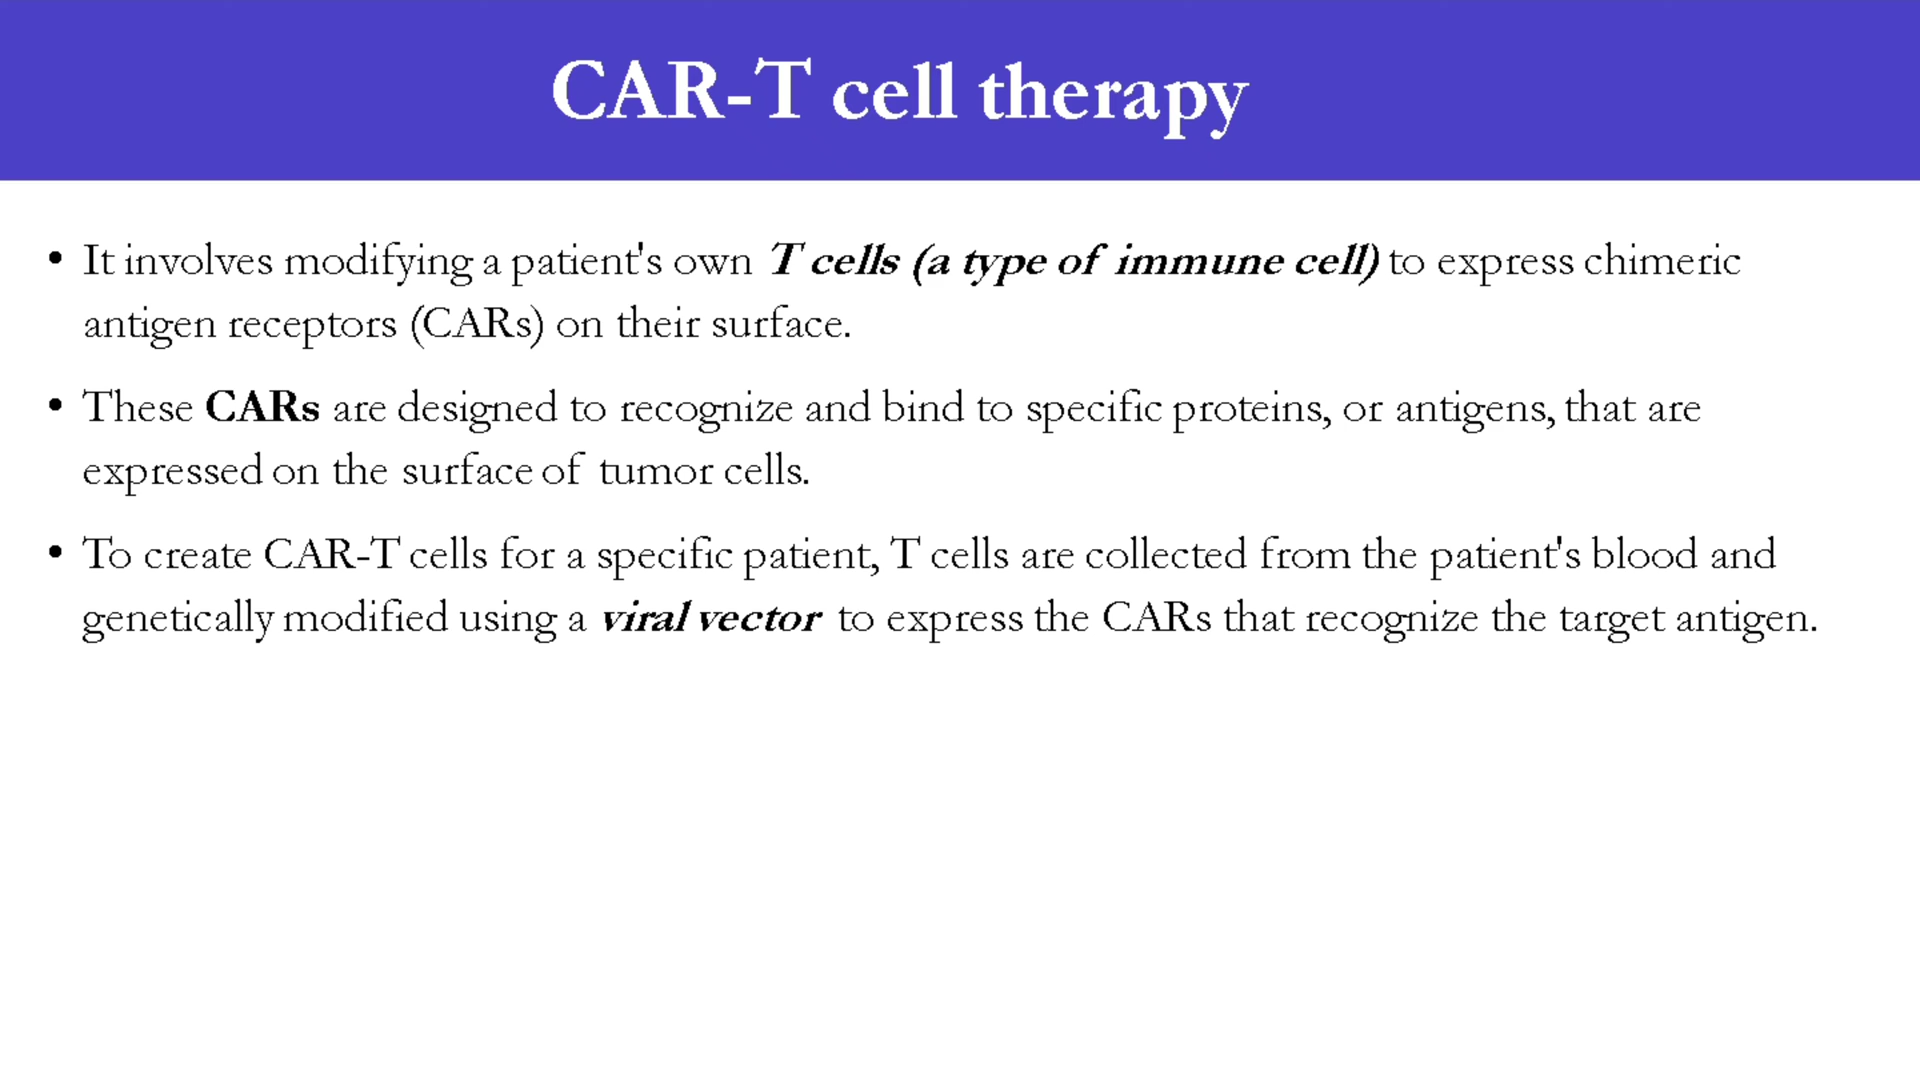 CAR-T cell therapy
• It involves modifying a patient's own T cells (a type of immune cell) to express chimeric
antigen receptors (CARs) on their surface.
• These CARs are designed to recognize and bind to specific proteins, or antigens, that are
expressed on the surface of tumor cells.
• To create CAR-T cells for a specific patient, T cells are collected from the patient's blood and
genetically modified using a viral vector to express the CARs that recognize the target antigen.